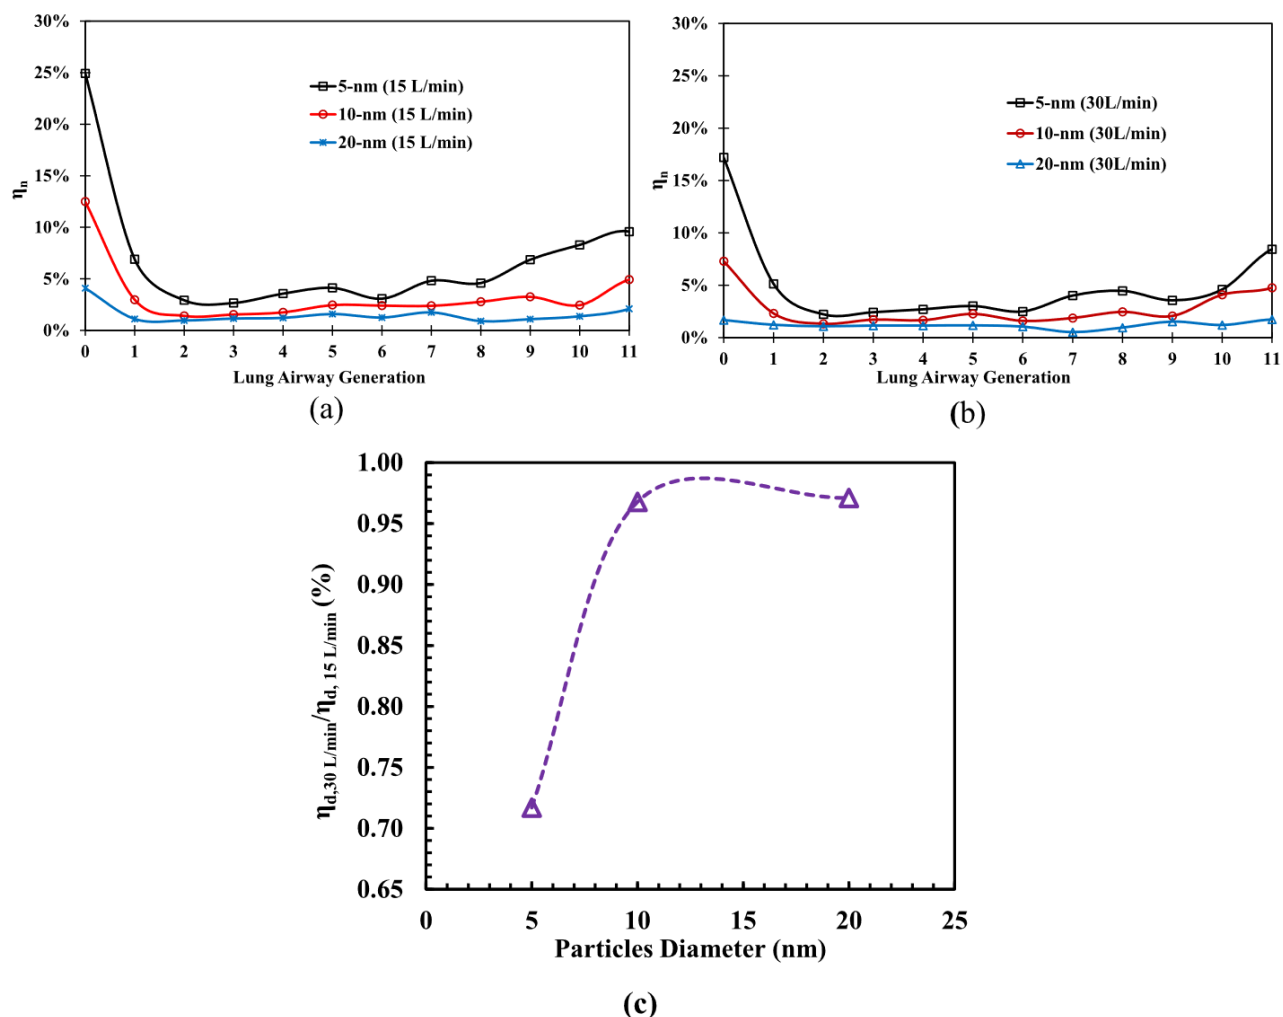 30%
25%
20%
15%
10%
5%
0%
ηn
5-nm (15 L/min)
10-nm (15 L/min)
20-nm (15 L/min)
0 1 2 3 4 5 6 7 8 9 10 11
Lung Airway Generation
(a)
30%
25%
20%
15%
10%
5%
0%
ηn
5-nm (30L/min)
10-nm (30L/min)
20-nm (30L/min)
0 1 2 3 4 5 6 7 8 9 10 11
Lung Airway Generation
(b)
1.00
0.95
0.90
0.85
0.80
0.75
0.70
0.65
ηd,30 L/min/ηd, 15 L/min (%)
0 5 10 15 20 25
Particles Diameter (nm)
(c)